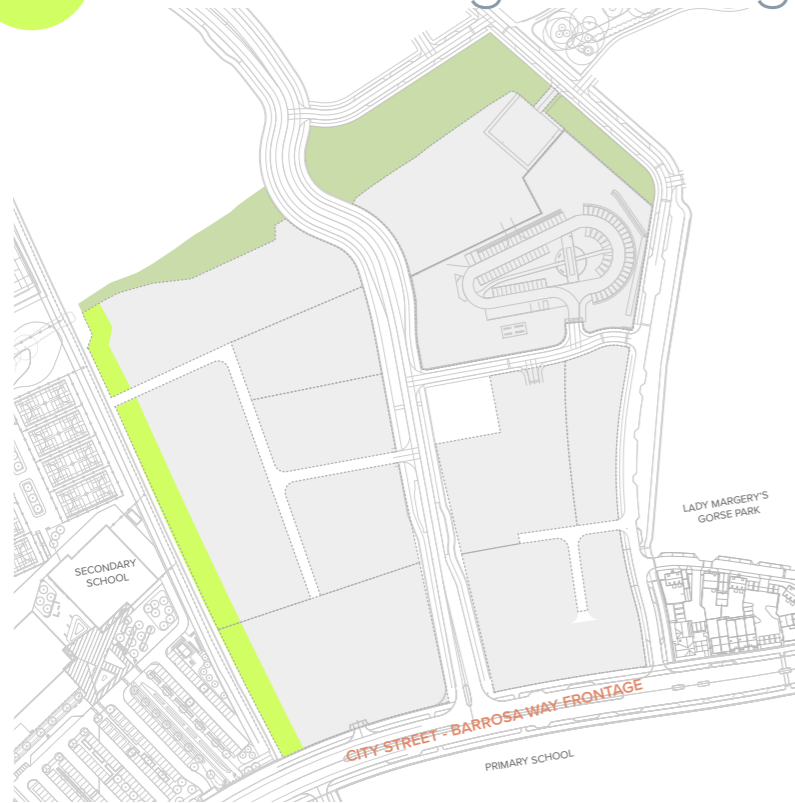 LADY MARGERY'S
GORSE PARK
SECONDARY
SCHOOL
CITY STREET - BARROSA WAY FRONTAGE
PRIMARY SCHOOL